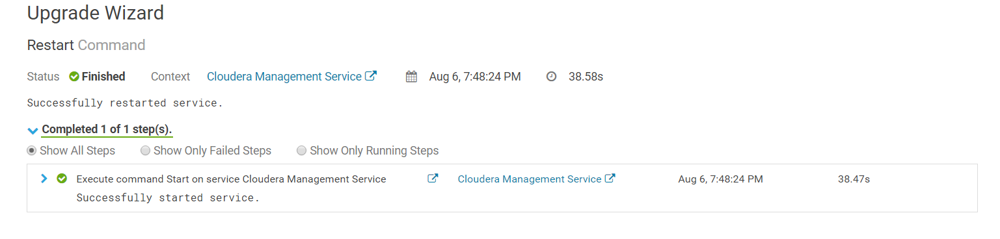 Upgrade Wizard
Restart Command
Status Finished Context Cloudera Management Service Aug 6, 7:48:24 PM 38.58s
Successfully restarted service.
Completed 1 of 1 step(s).
Show All Steps Show Only Failed Steps Show Only Running Steps
Execute command Start on service Cloudera Management Service Cloudera Management Service Aug 6, 7:48:24 PM 38.47s
Successfully started service.